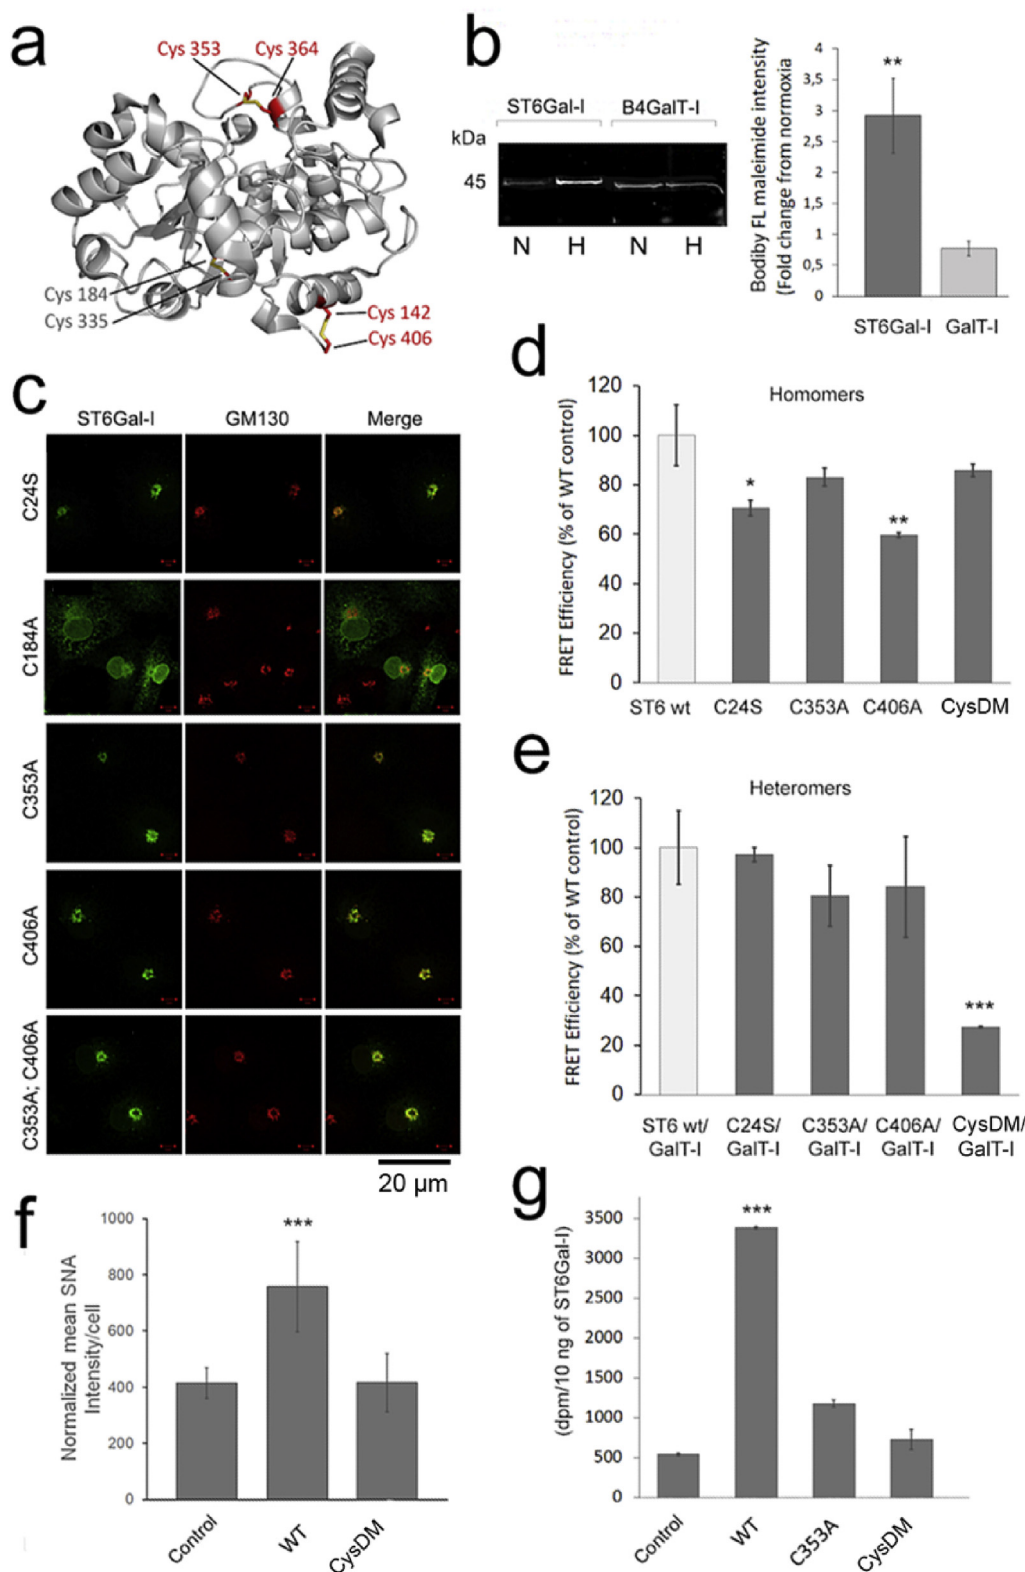 a
Cys 353
Cys 364
Cys 184
Cys 335
Cys 142
Cys 406
b
ST6Gal-I
B4GalT-I
kDa
45
N
H
N
H
Bodiby FL maleimide intensity
(Fold change from normoxia)
4
3,5
3
2,5
2
1,5
1
0,5
0
**
ST6Gal-I
GalT-I
c
ST6Gal-I
GM130
Merge
C24S
C184A
C353A
C406A
C353A; C406A
20 µm
d
Homomers
FRET Efficiency (% of WT control)
120
100
80
60
40
20
0
*
**
ST6 wt
C24S
C353A
C406A
CysDM
e
Heteromers
FRET Efficiency (% of WT control)
120
100
80
60
40
20
0
***
ST6 wt/
GalT-I
C24S/
GalT-I
C353A/
GalT-I
C406A/
GalT-I
CysDM/
GalT-I
f
Normalized mean SNA
Intensity/cell
1000
800
600
400
200
0
***
Control
WT
CysDM
g
(dpm/10 ng of ST6Gal-I)
3500
3300
3000
2500
2000
1500
1000
500
0
***
Control
WT
C353A
CysDM